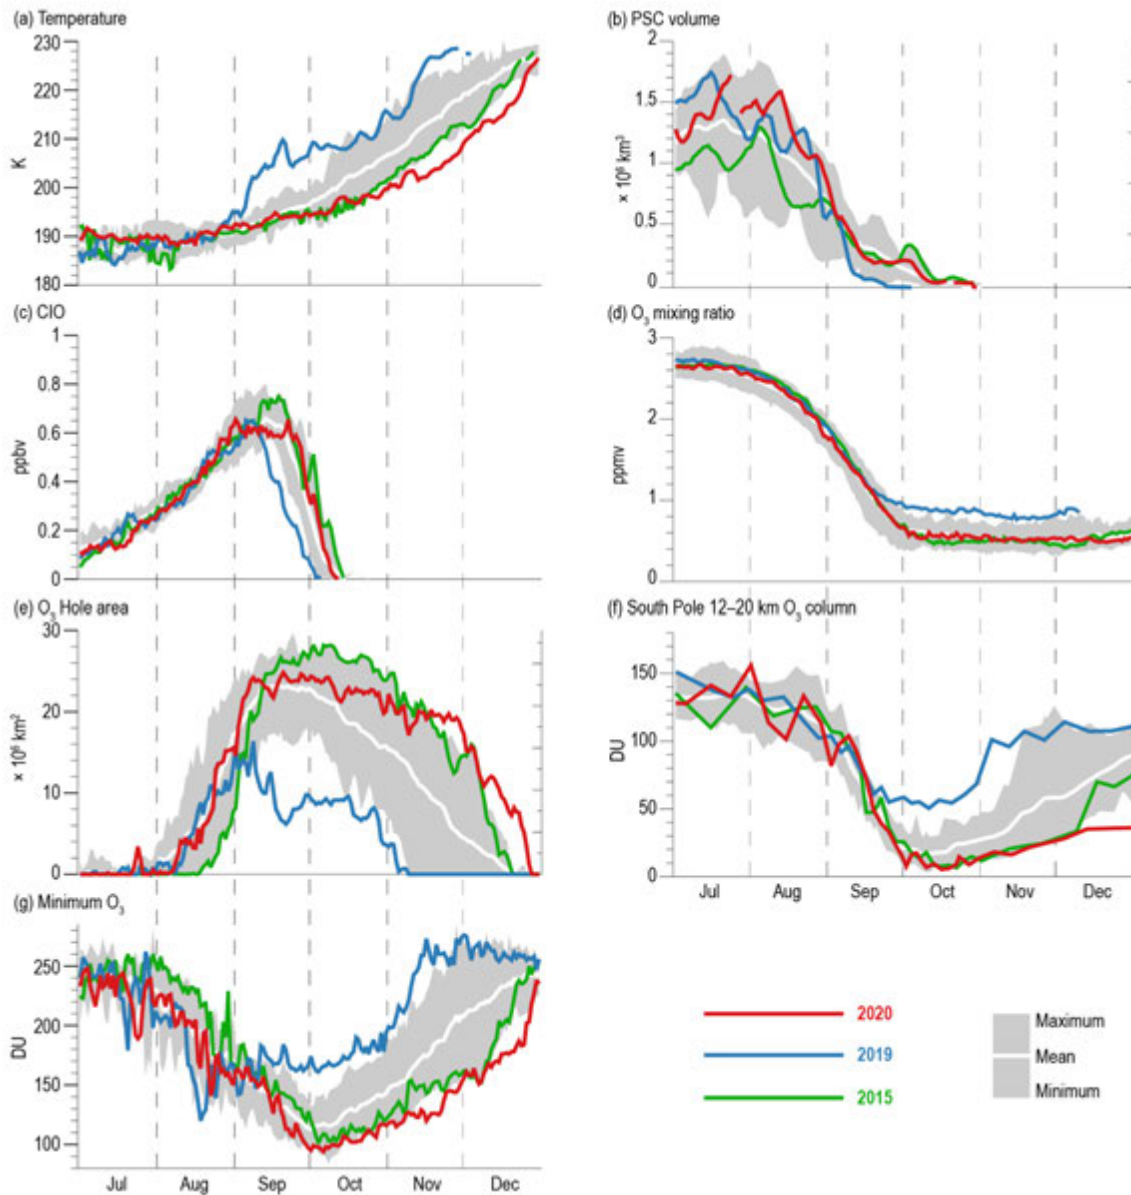 (a) Temperature
230
220
210
200
190
180
K
(b) PSC volume
2
1.5
1
0.5
0
× 10⁶ km³
(c) ClO
1
0.8
0.6
0.4
0.2
0
ppbv
(d) O₃ mixing ratio
3
2
1
0
ppmv
(e) O₃ Hole area
30
20
10
0
× 10⁶ km²
(f) South Pole 12–20 km O₃ column
150
100
50
0
DU
Jul Aug Sep Oct Nov Dec
(g) Minimum O₃
250
200
150
100
DU
Jul Aug Sep Oct Nov Dec
2020
2019
2015
Maximum
Mean
Minimum